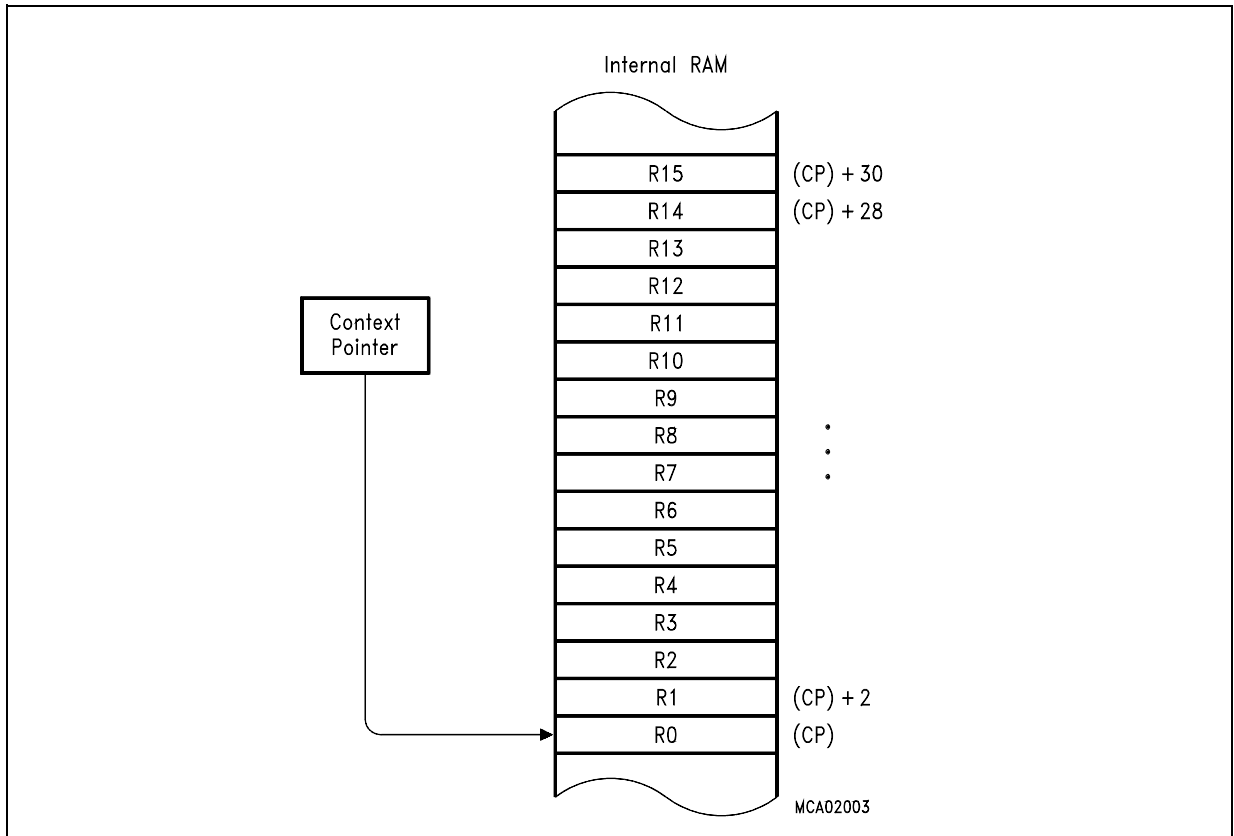 Internal RAM
R15 (CP) + 30
R14 (CP) + 28
R13
R12
Context
Pointer
R11
R10
R9
R8
R7
R6
R5
R4
R3
R2
R1 (CP) + 2
R0 (CP)
MCA02003